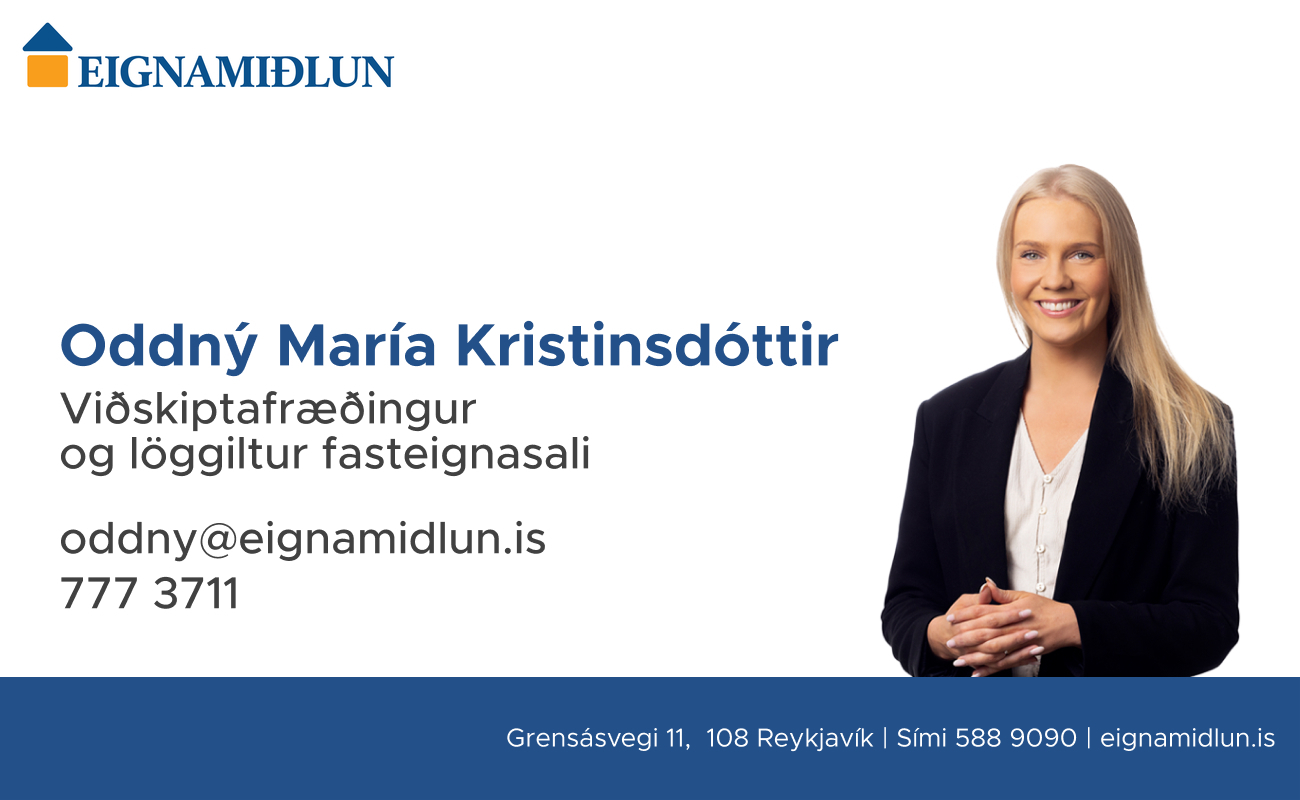 EIGNAMIÐLUN
Oddný María Kristinsdóttir
Viðskiptafræðingur
og löggiltur fasteignasali
oddny@eignamidlun.is
777 3711
Grensásvegi 11, 108 Reykjavík | Sími 588 9090 | eignamidlun.is